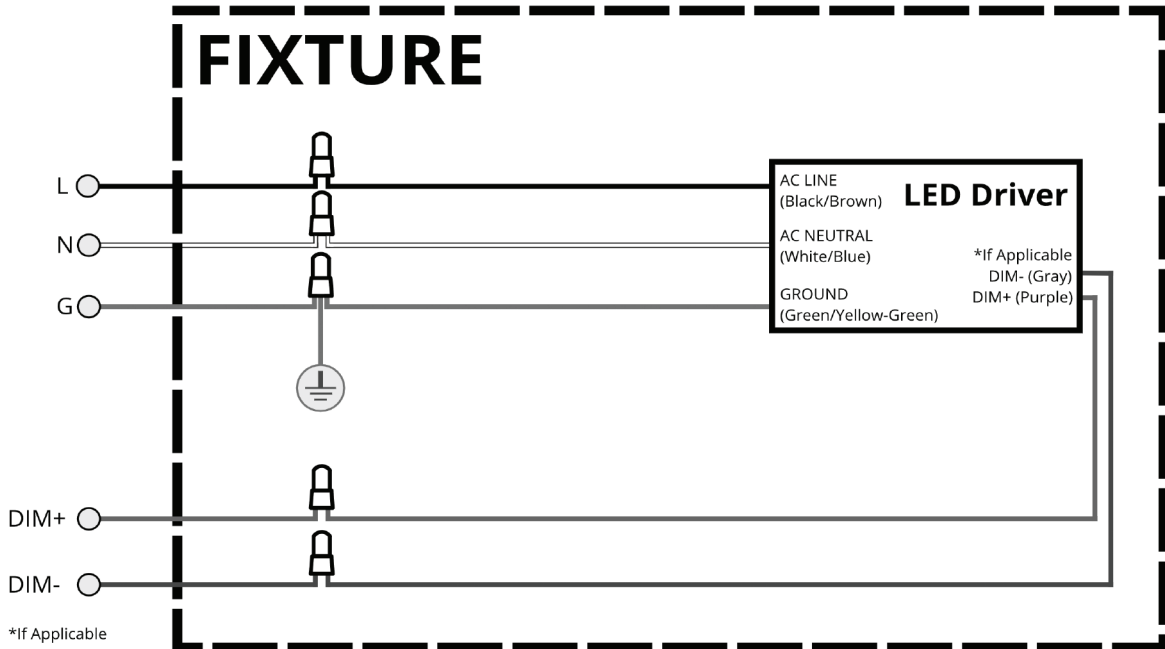 FIXTURE
L
N
G
AC LINE
(Black/Brown)
LED Driver
AC NEUTRAL
(White/Blue)
GROUND
(Green/Yellow-Green)
*If Applicable
DIM- (Gray)
DIM+ (Purple)
DIM+
DIM-
*If Applicable